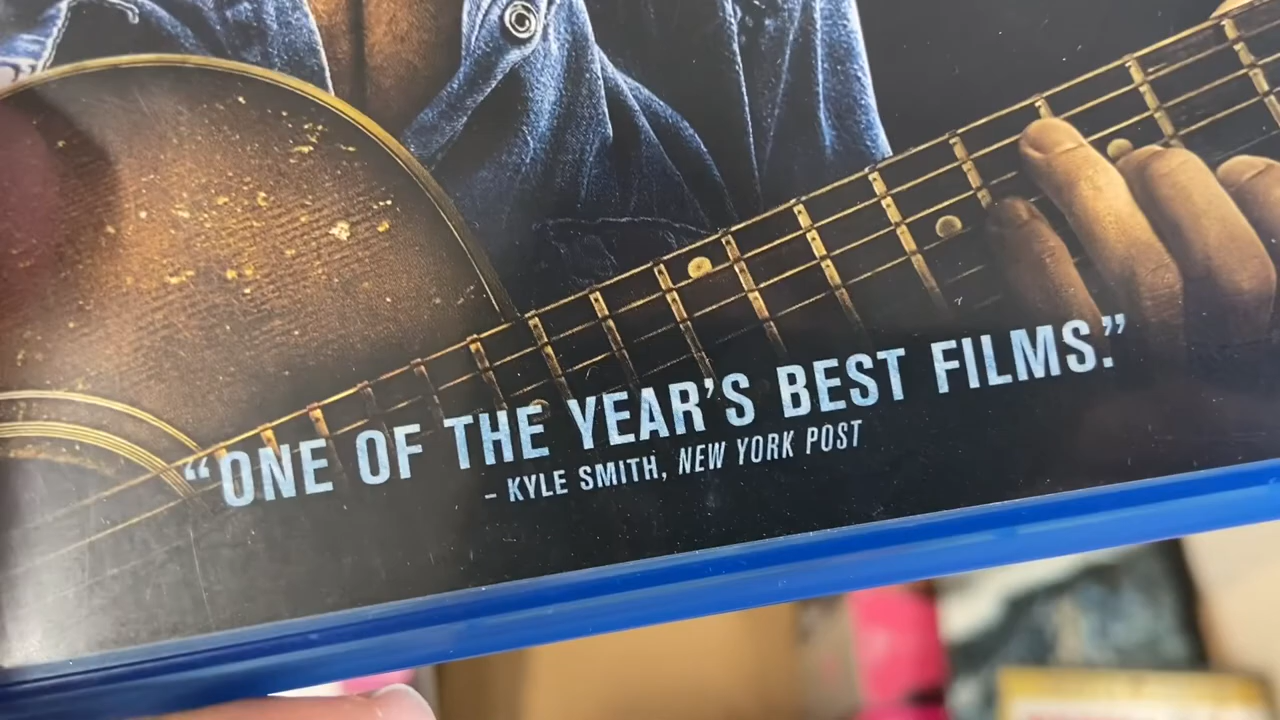 “ONE OF THE YEAR’S BEST FILMS.”
– KYLE SMITH, NEW YORK POST